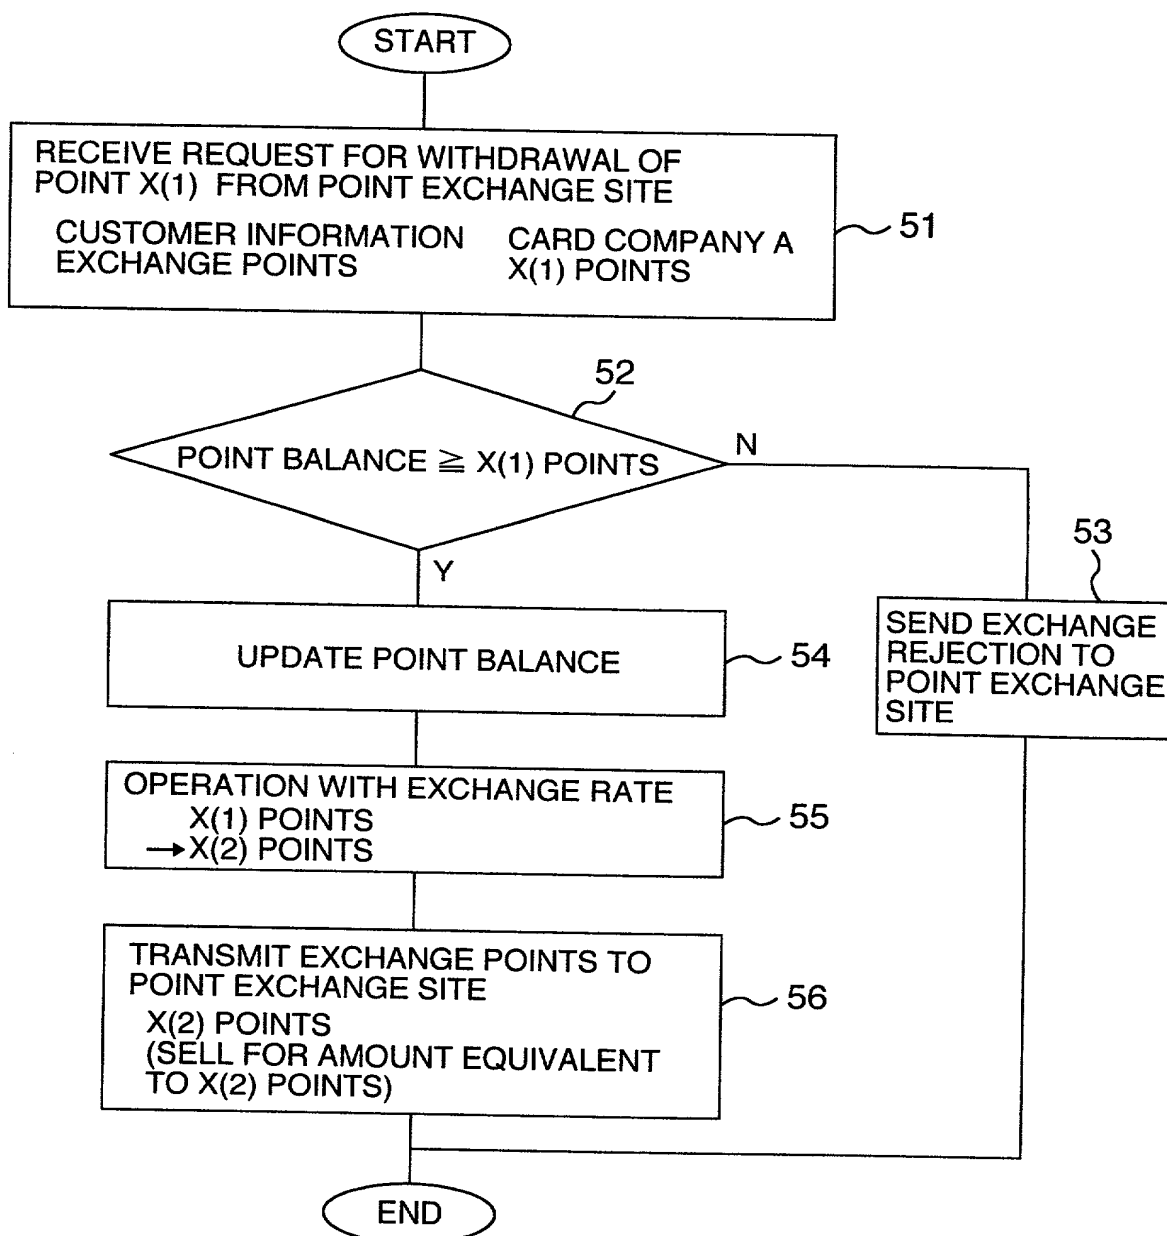 START
RECEIVE REQUEST FOR WITHDRAWAL OF
POINT X(1) FROM POINT EXCHANGE SITE
CUSTOMER INFORMATION CARD COMPANY A
EXCHANGE POINTS X(1) POINTS
51
52
POINT BALANCE ≧ X(1) POINTS
N
Y
53
SEND EXCHANGE
REJECTION TO
POINT EXCHANGE
SITE
UPDATE POINT BALANCE
54
OPERATION WITH EXCHANGE RATE
X(1) POINTS
→X(2) POINTS
55
TRANSMIT EXCHANGE POINTS TO
POINT EXCHANGE SITE
X(2) POINTS
(SELL FOR AMOUNT EQUIVALENT
TO X(2) POINTS)
56
END